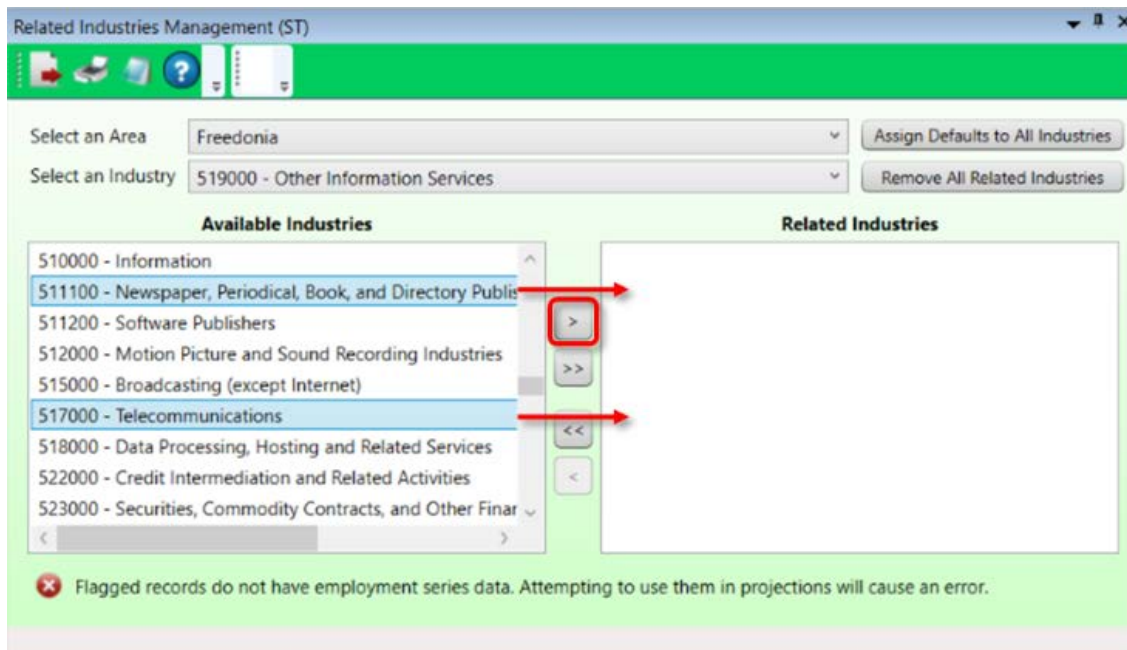 Related Industries Management (ST)
Select an Area
Freedonia
Assign Defaults to All Industries
Select an Industry
519000 - Other Information Services
Remove All Related Industries
Available Industries
Related Industries
510000 - Information
511100 - Newspaper, Periodical, Book, and Directory Publis
511200 - Software Publishers
>
512000 - Motion Picture and Sound Recording Industries
>>
515000 - Broadcasting (except Internet)
517000 - Telecommunications
<<
518000 - Data Processing, Hosting and Related Services
522000 - Credit Intermediation and Related Activities
<
523000 - Securities, Commodity Contracts, and Other Finar
Flagged records do not have employment series data. Attempting to use them in projections will cause an error.